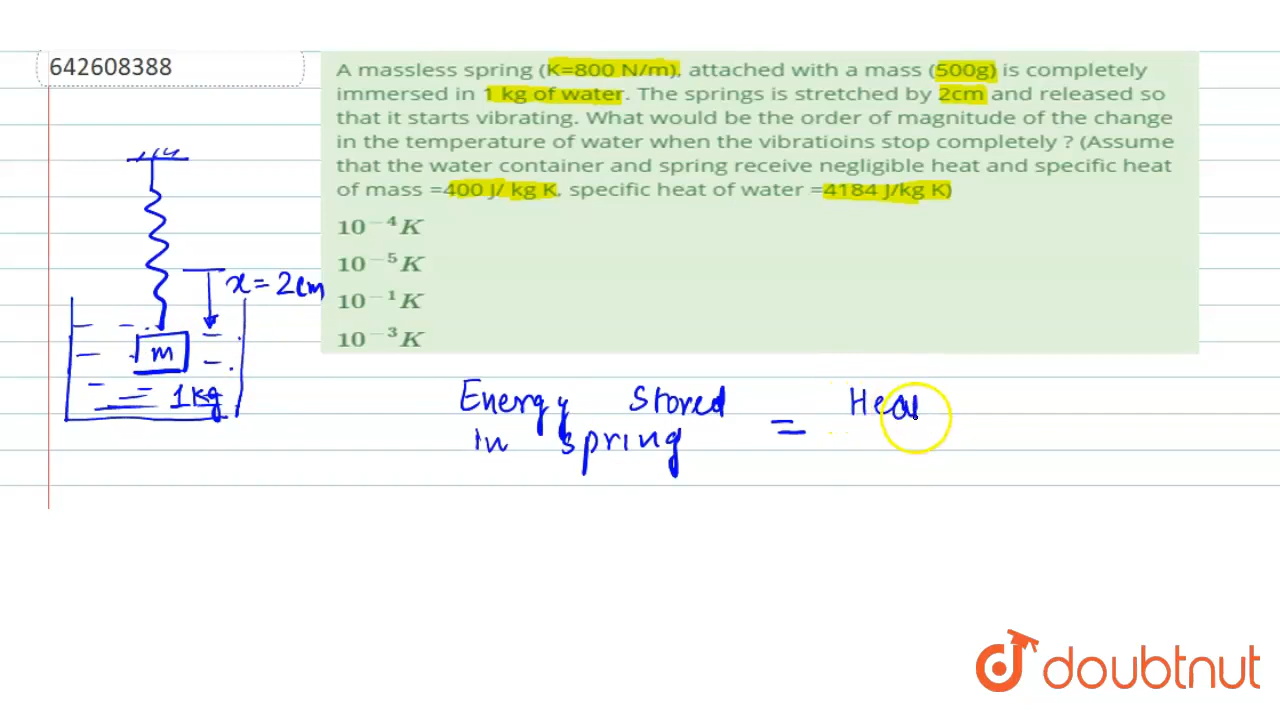 642608388
A massless spring (K=800 N/m), attached with a mass (500g) is completely
immersed in 1 kg of water. The springs is stretched by 2cm and released so
that it starts vibrating. What would be the order of magnitude of the change
in the temperature of water when the vibratioins stop completely ? (Assume
that the water container and spring receive negligible heat and specific heat
of mass =400 J/ kg K, specific heat of water =4184 J/kg K)
10⁻⁴ K
10⁻⁵ K
10⁻¹ K
10⁻³ K
x = 2cm
m
1kg
Energy Stored = Hea
in spring
doubtnut